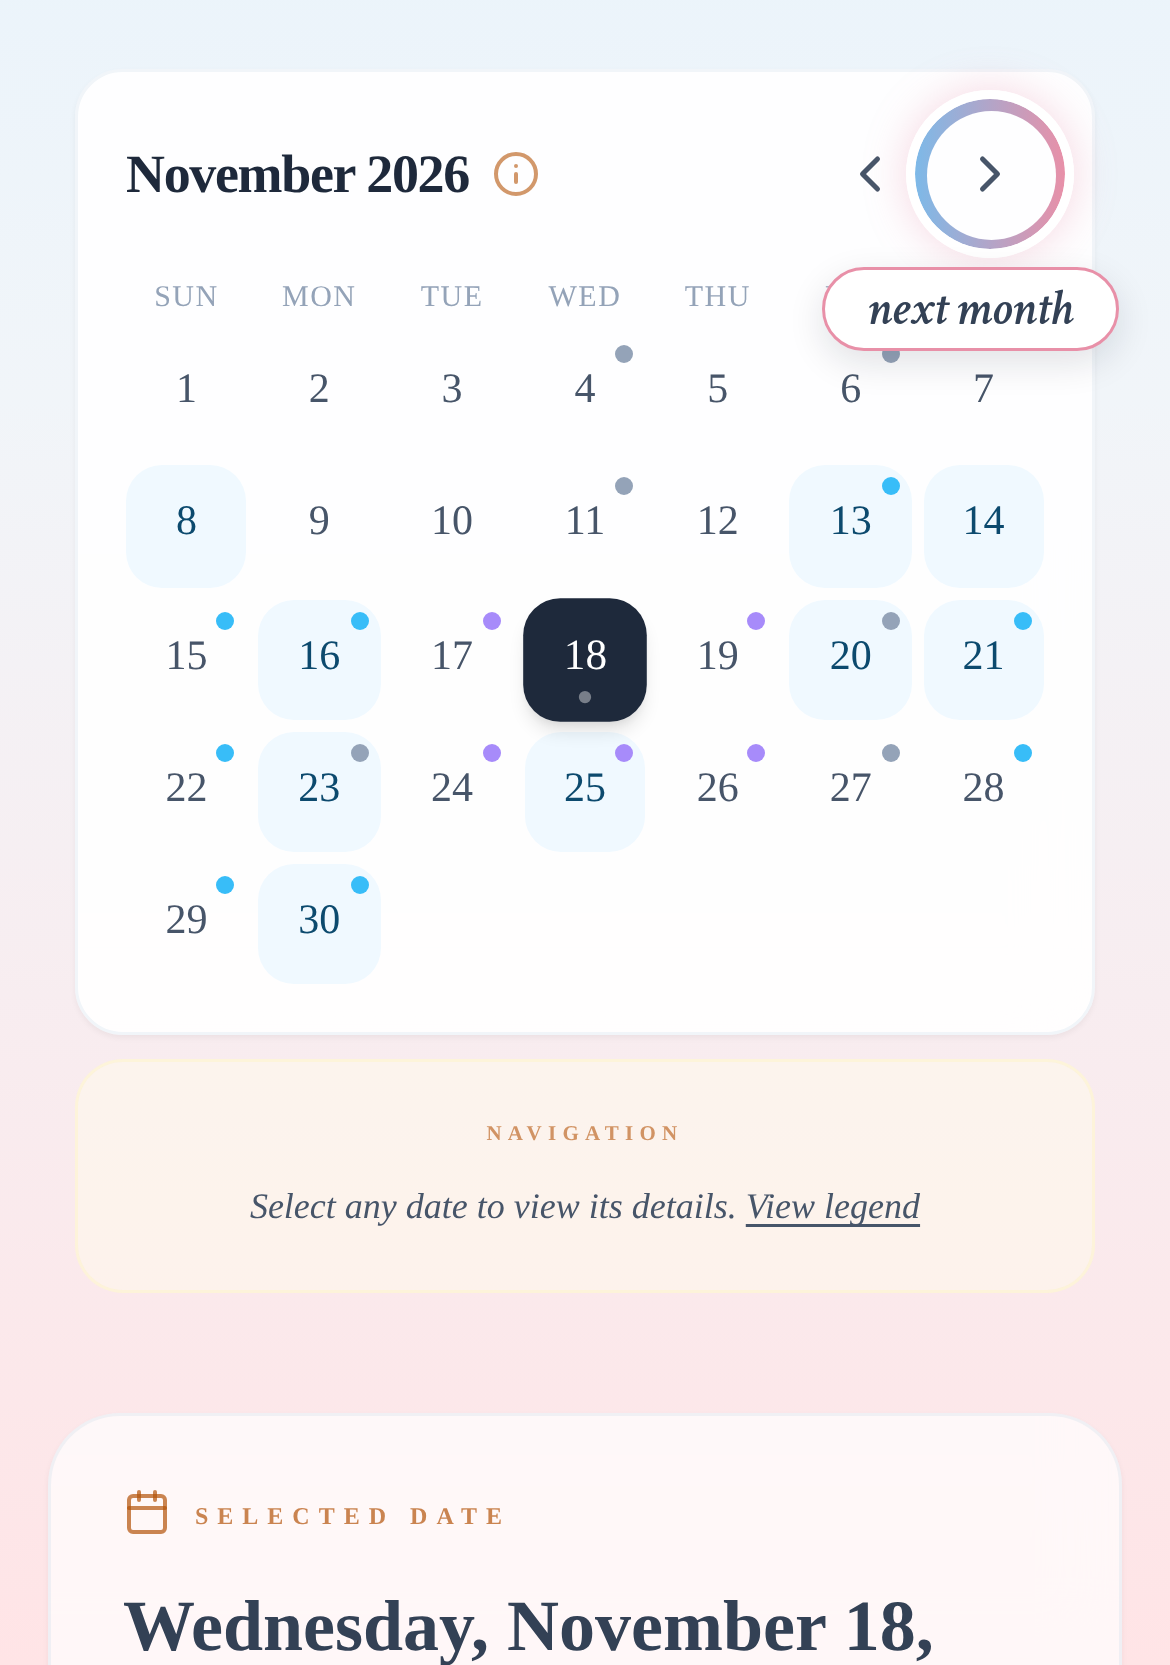 November 2026
next month
SUN MON TUE WED THU
1 2 3 4 5 6 7
8 9 10 11 12 13 14
15 16 17 18 19 20 21
22 23 24 25 26 27 28
29 30
NAVIGATION
Select any date to view its details. View legend
SELECTED DATE
Wednesday, November 18,